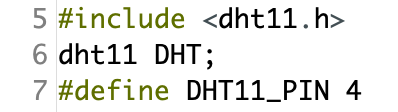 5 #include <dht11.h>
6 dht11 DHT;
7 #define DHT11_PIN 4